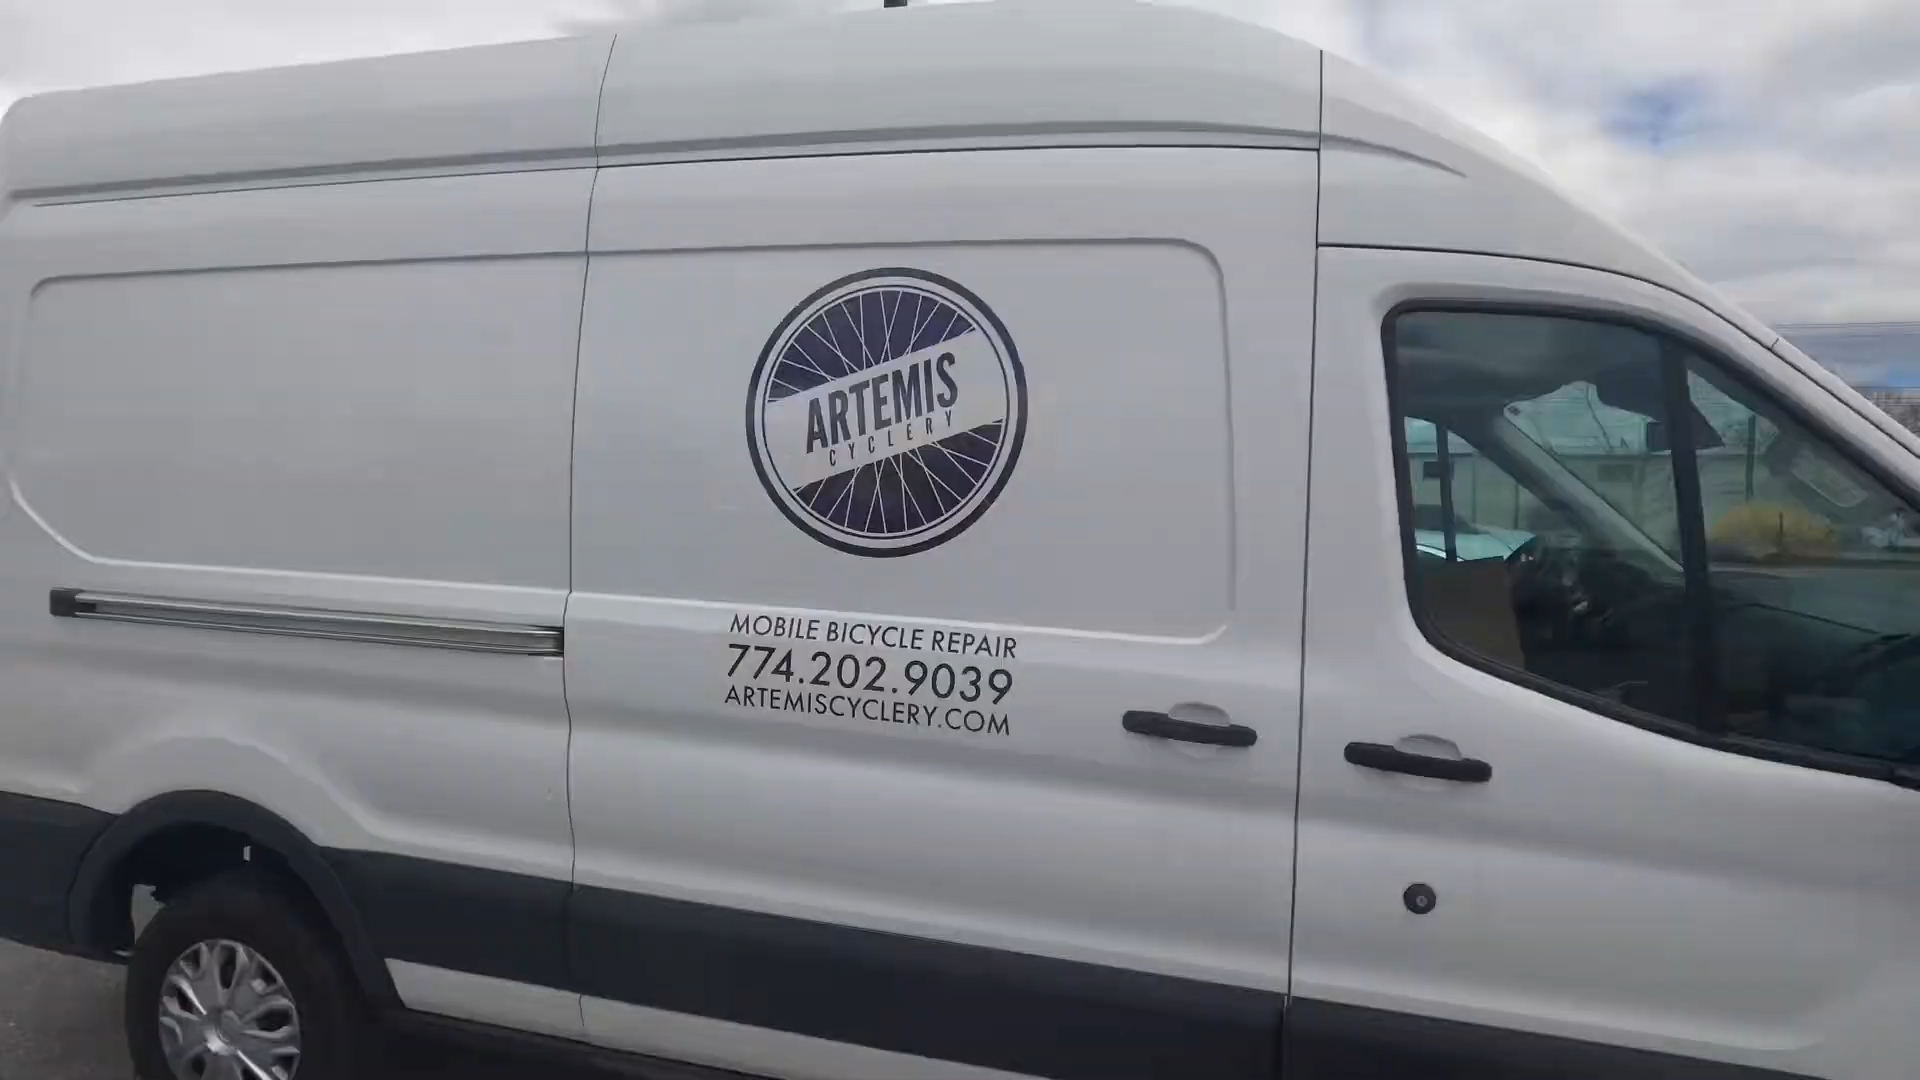 ARTEMIS
CYCLERY
MOBILE BICYCLE REPAIR
774.202.9039
ARTEMISCYCLERY.COM